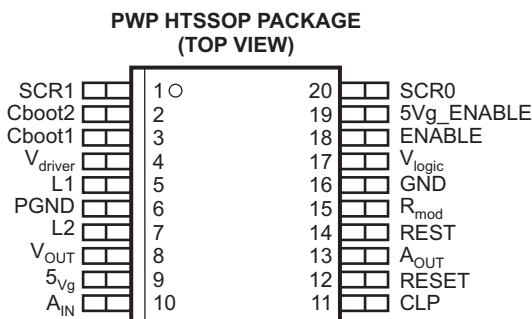 PWP HTSSOP PACKAGE
(TOP VIEW)
SCR1 1 20 SCR0
Cboot2 2 19 5Vg_ENABLE
Cboot1 3 18 ENABLE
Vdriver 4 17 Vlogic
L1 5 16 GND
PGND 6 15 Rmod
L2 7 14 REST
VOUT 8 13 AOUT
5Vg 9 12 RESET
AIN 10 11 CLP